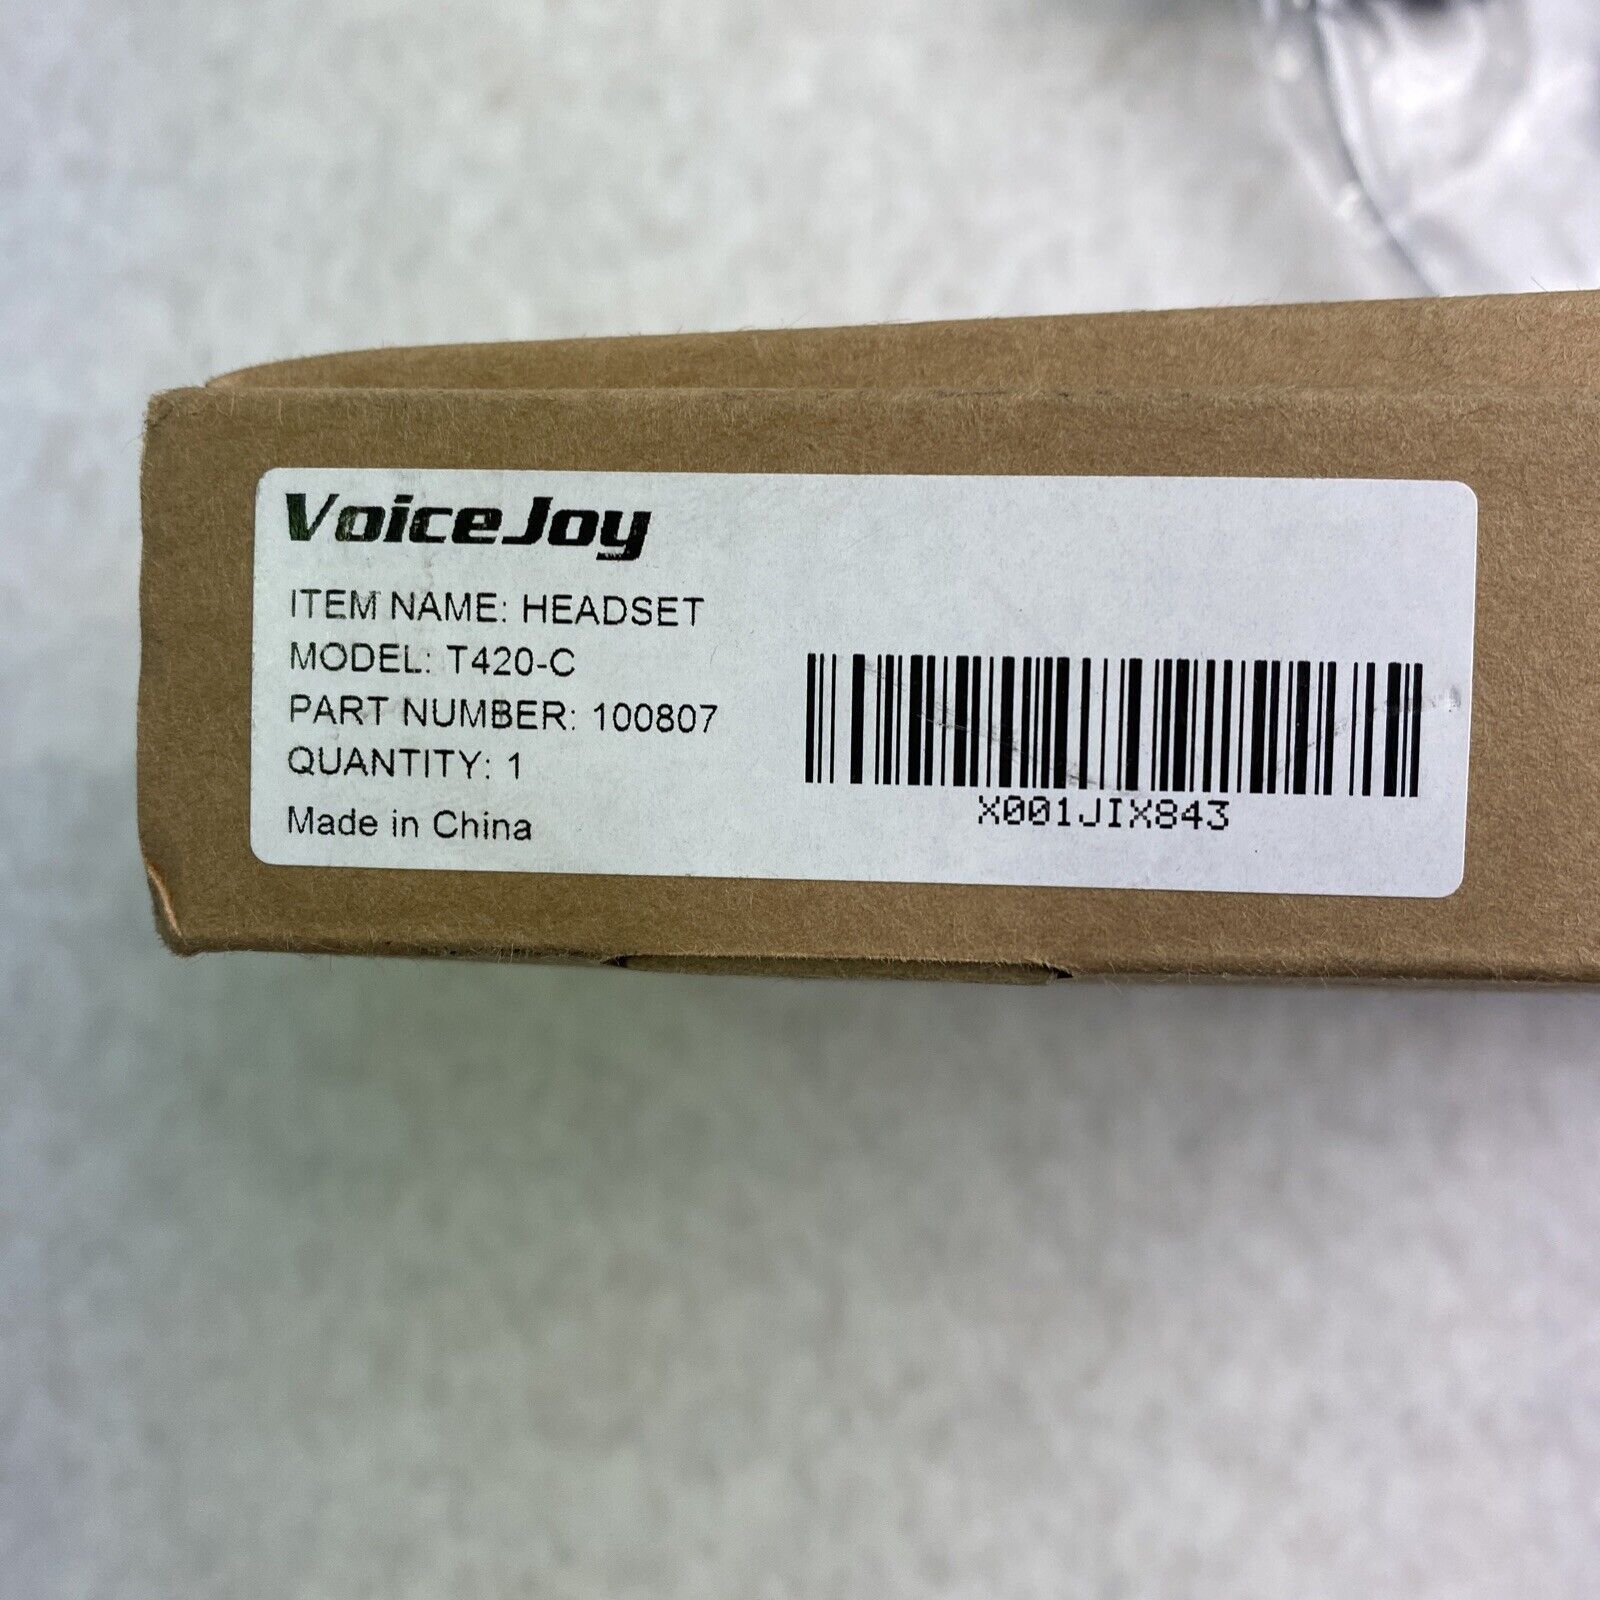 VoiceJoy
ITEM NAME: HEADSET
MODEL: T420-C
PART NUMBER: 100807
QUANTITY: 1
Made in China
X001JIX843